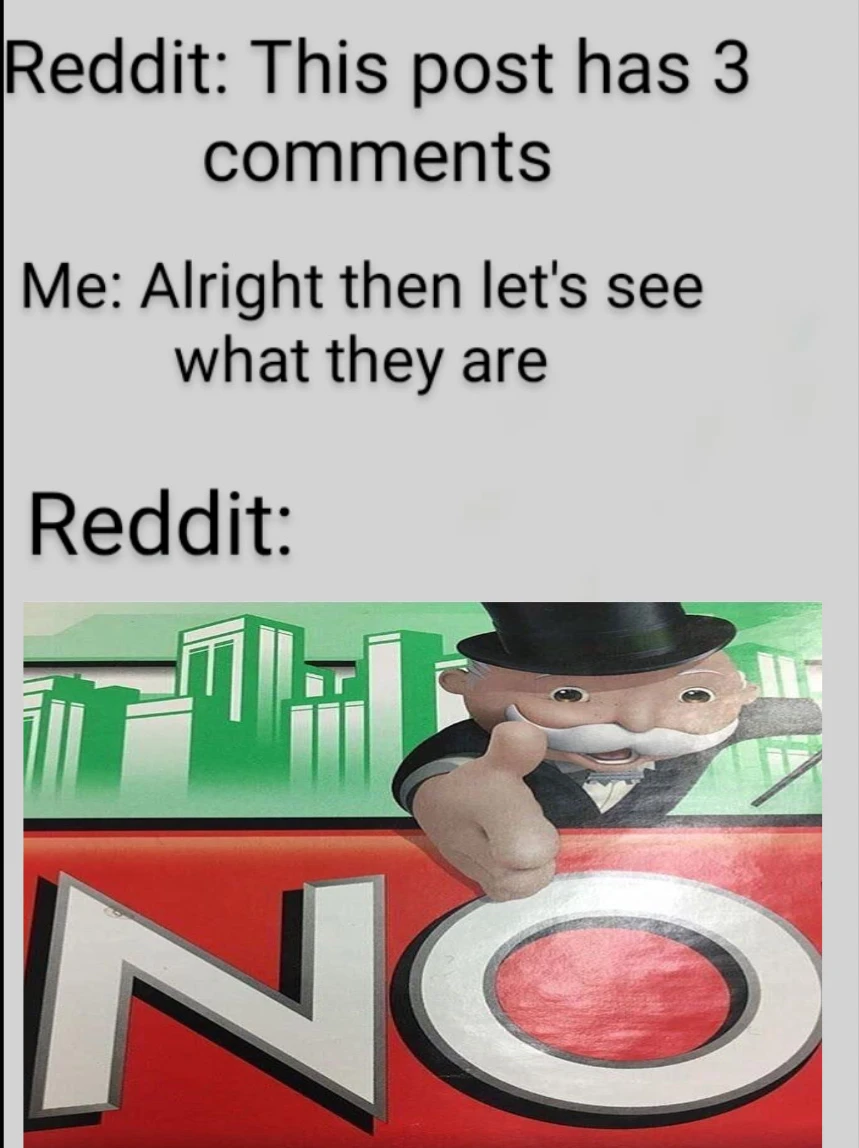 Reddit: This post has 3
comments
Me: Alright then let's see
what they are
Reddit:
NO